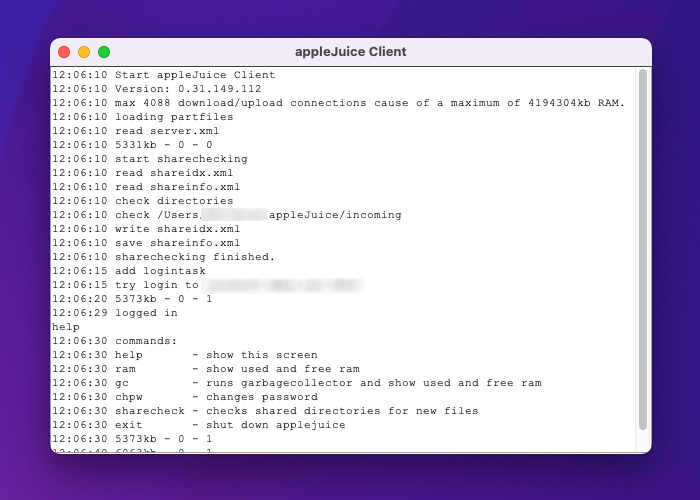 appleJuice Client
12:06:10 Start appleJuice Client
12:06:10 Version: 0.31.149.112
12:06:10 max 4088 download/upload connections cause of a maximum of 4194304kb RAM.
12:06:10 loading partfiles
12:06:10 read server.xml
12:06:10 5331kb - 0 - 0
12:06:10 start sharechecking
12:06:10 read shareidx.xml
12:06:10 read shareinfo.xml
12:06:10 check directories
12:06:10 check /Users/ appleJuice/incoming
12:06:10 write shareidx.xml
12:06:10 save shareinfo.xml
12:06:10 sharechecking finished.
12:06:15 add logintask
12:06:15 try login to
12:06:20 5373kb - 0 - 1
12:06:29 logged in
help
12:06:30 commands:
12:06:30 help       - show this screen
12:06:30 ram        - show used and free ram
12:06:30 gc         - runs garbagecollector and show used and free ram
12:06:30 chpw       - changes password
12:06:30 sharecheck - checks shared directories for new files
12:06:30 exit       - shut down applejuice
12:06:30 5373kb - 0 - 1